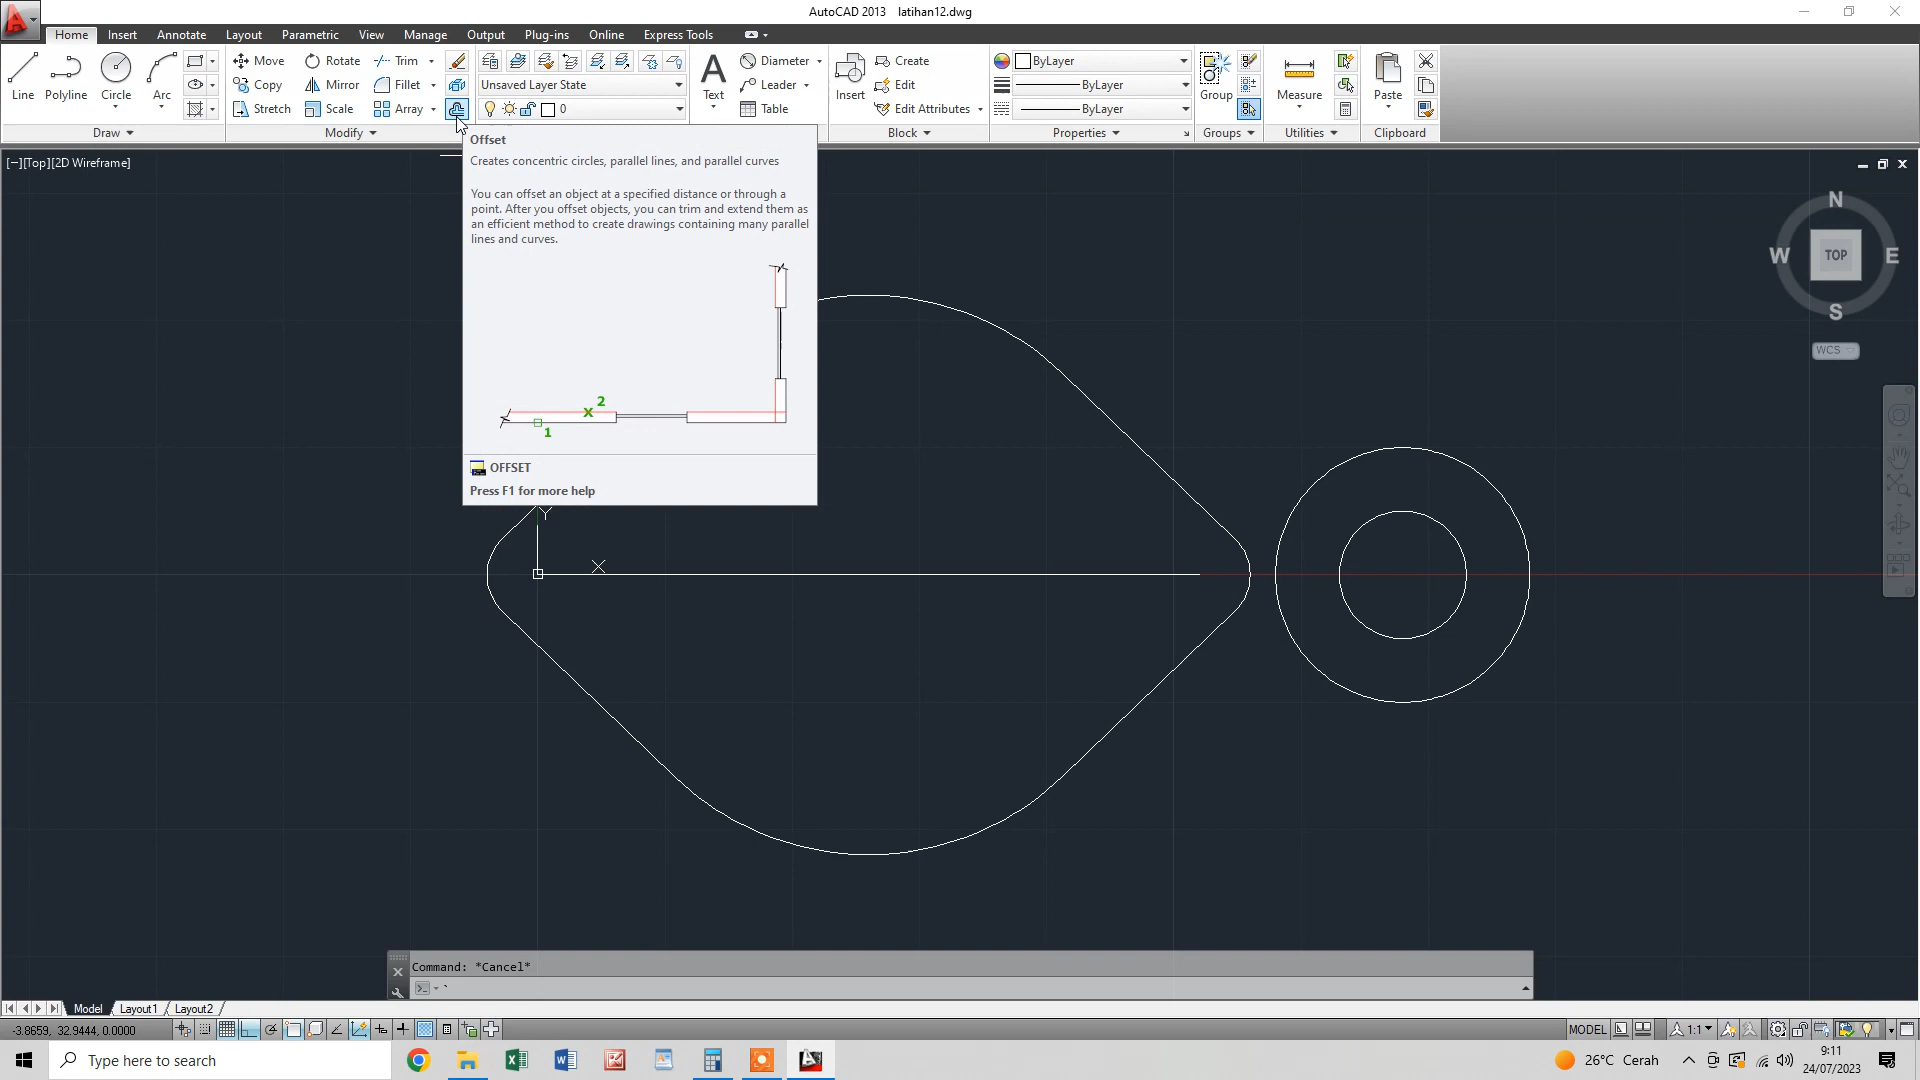 AutoCAD 2013 latihan12.dwg
Home Insert Annotate Layout Parametric View Manage Output Plug-ins Online Express Tools
Line
Polyline
Circle
Arc
Draw
Move Rotate Trim
Copy Mirror Fillet
Stretch Scale Array
Modify
Unsaved Layer State
0
Text
Diameter
Leader
Table
Insert
Create
Edit
Edit Attributes
Block
ByLayer
ByLayer
ByLayer
Properties
Group
Groups
Measure
Utilities
Paste
Clipboard
[−][Top][2D Wireframe]
Offset
Creates concentric circles, parallel lines, and parallel curves
You can offset an object at a specified distance or through a
point. After you offset objects, you can trim and extend them as
an efficient method to create drawings containing many parallel
lines and curves.
2
x
1
OFFSET
Press F1 for more help
N
W TOP E
S
WCS
Y
X
Command: *Cancel*
`
Model Layout1 Layout2
-3.8659, 32.9444, 0.0000
MODEL
1:1
Type here to search
26°C Cerah
9:11
24/07/2023